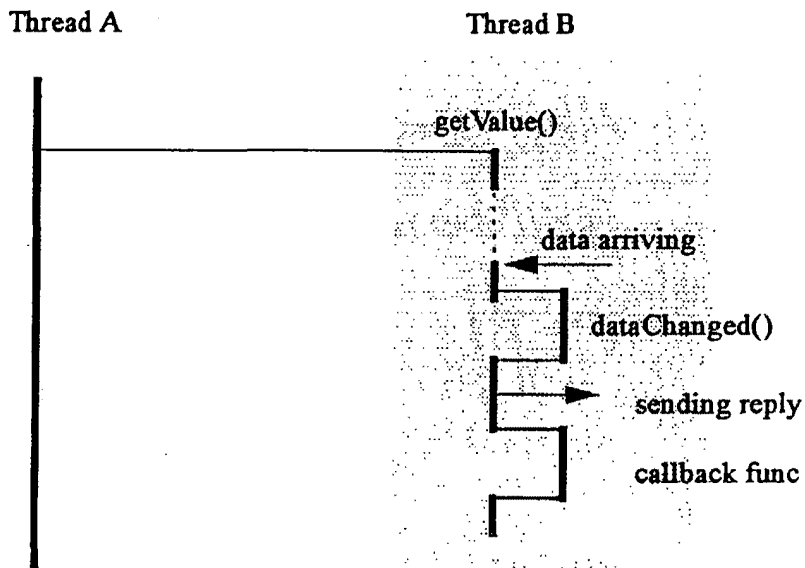 Thread A
Thread B
getValue()
data arriving
dataChanged()
sending reply
callback func